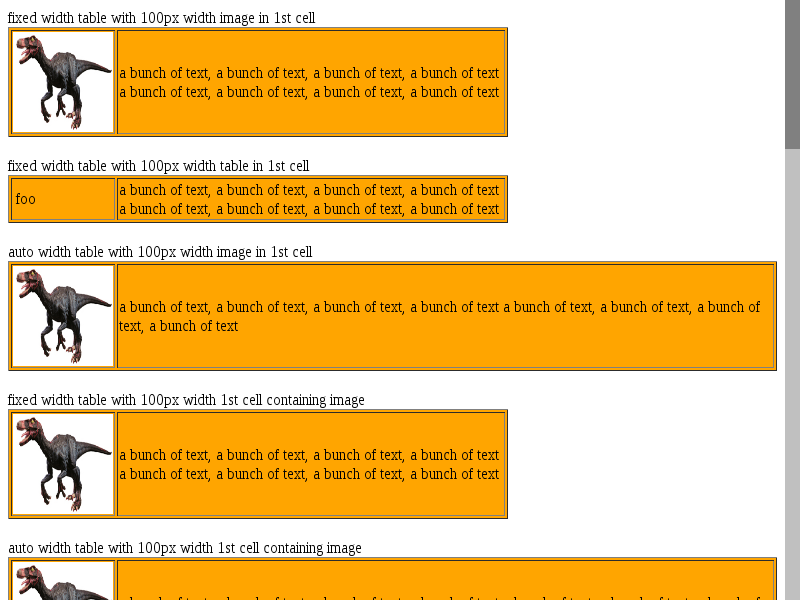 fixed width table with 100px width image in 1st cell
a bunch of text, a bunch of text, a bunch of text, a bunch of text
a bunch of text, a bunch of text, a bunch of text, a bunch of text
fixed width table with 100px width table in 1st cell
foo
a bunch of text, a bunch of text, a bunch of text, a bunch of text
a bunch of text, a bunch of text, a bunch of text, a bunch of text
auto width table with 100px width image in 1st cell
a bunch of text, a bunch of text, a bunch of text, a bunch of text a bunch of text, a bunch of text, a bunch of
text, a bunch of text
fixed width table with 100px width 1st cell containing image
a bunch of text, a bunch of text, a bunch of text, a bunch of text
a bunch of text, a bunch of text, a bunch of text, a bunch of text
auto width table with 100px width 1st cell containing image